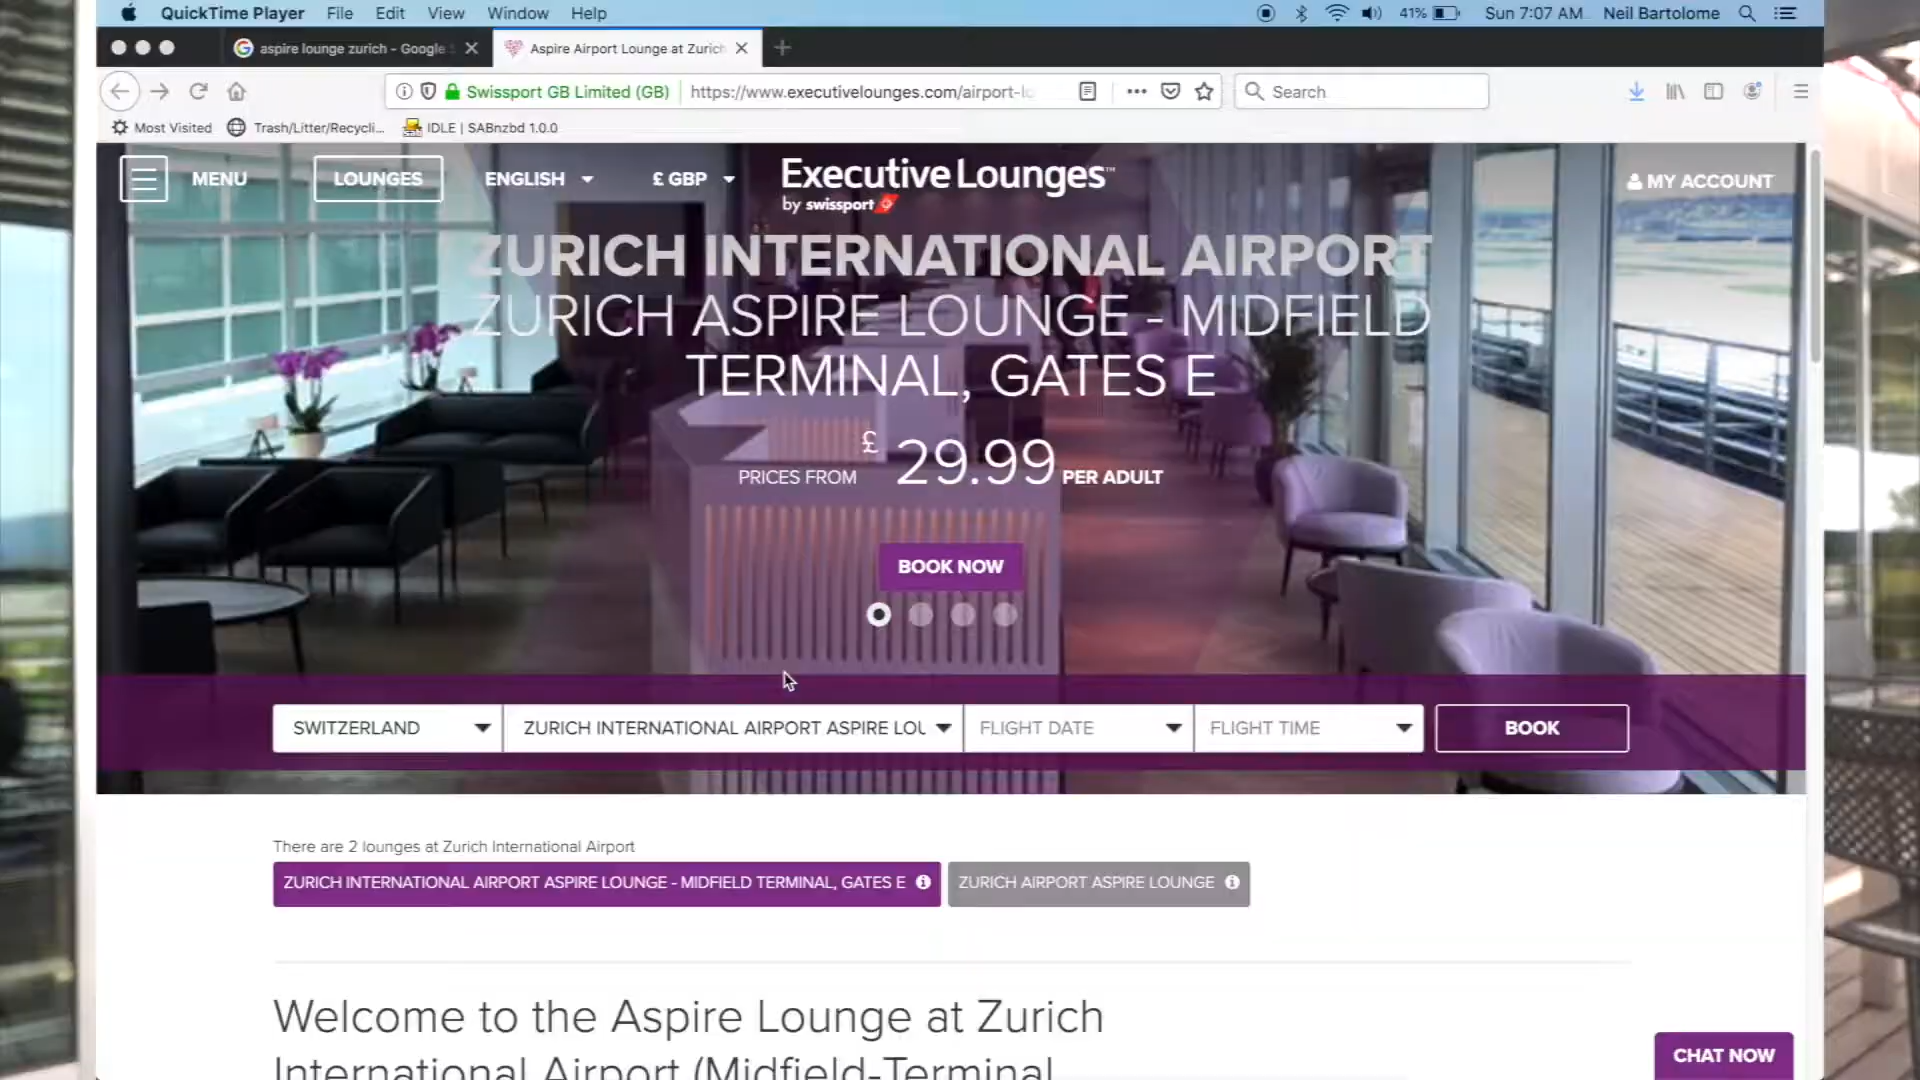 QuickTime Player File Edit View Window Help 41% Sun 7:07 AM Neil Bartolome
aspire lounge zurich - Google
Aspire Airport Lounge at Zurich
Swissport GB Limited (GB) https://www.executivelounges.com/airport-lo Search
Most Visited Trash/Litter/Recycli... IDLE | SABnzbd 1.0.0
MENU LOUNGES ENGLISH £ GBP Executive Lounges™ MY ACCOUNT
by swissport
ZURICH INTERNATIONAL AIRPORT
ZURICH ASPIRE LOUNGE - MIDFIELD
TERMINAL, GATES E
PRICES FROM £ 29.99 PER ADULT
BOOK NOW
SWITZERLAND ZURICH INTERNATIONAL AIRPORT ASPIRE LOU FLIGHT DATE FLIGHT TIME BOOK
There are 2 lounges at Zurich International Airport
ZURICH INTERNATIONAL AIRPORT ASPIRE LOUNGE - MIDFIELD TERMINAL, GATES E ZURICH AIRPORT ASPIRE LOUNGE
Welcome to the Aspire Lounge at Zurich
International Airport (Midfield-Terminal
CHAT NOW